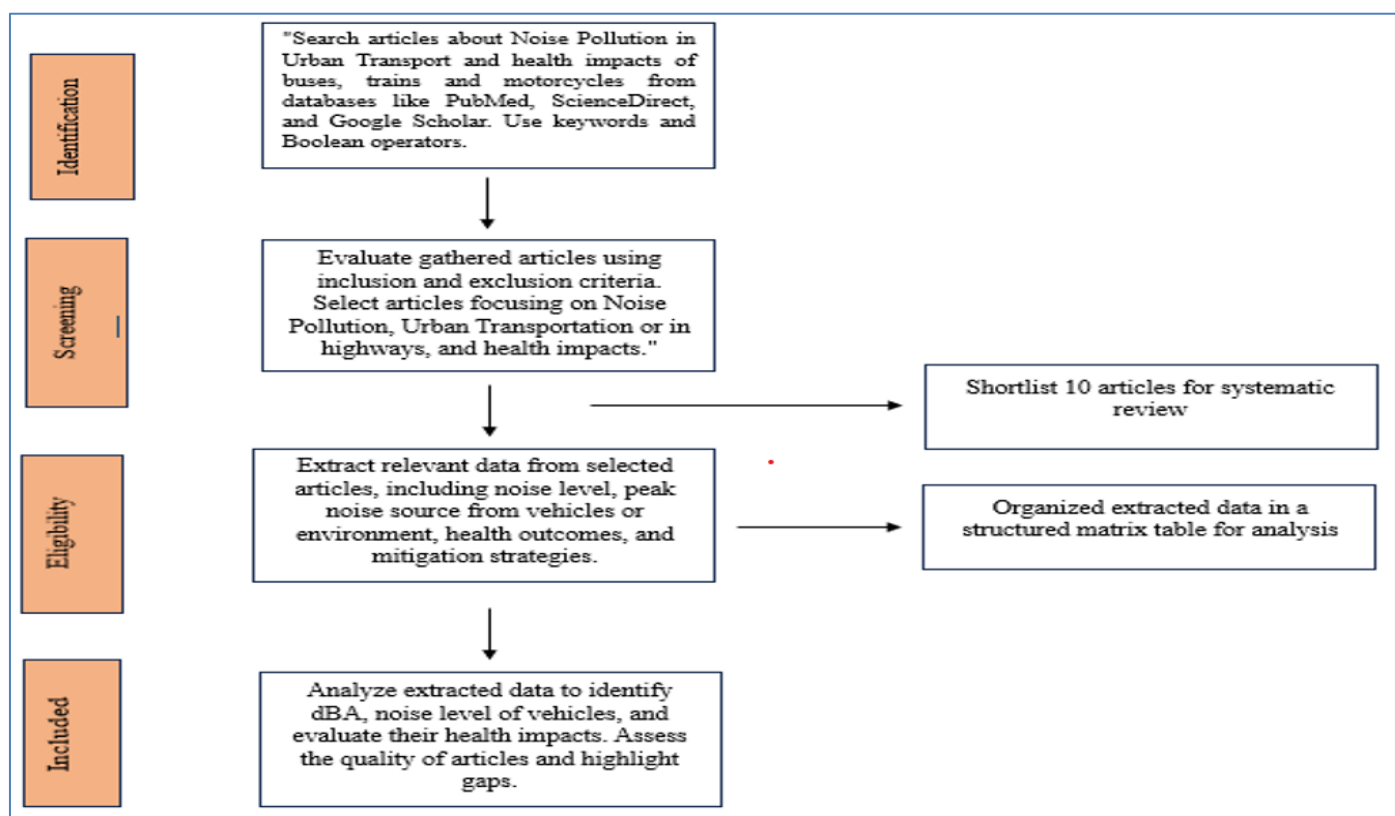 Identification
"Search articles about Noise Pollution in
Urban Transport and health impacts of
buses, trains and motorcycles from
databases like PubMed, ScienceDirect,
and Google Scholar. Use keywords and
Boolean operators.
Screening
Evaluate gathered articles using
inclusion and exclusion criteria.
Select articles focusing on Noise
Pollution, Urban Transportation or in
highways, and health impacts."
Shortlist 10 articles for systematic
review
Eligibility
Extract relevant data from selected
articles, including noise level, peak
noise source from vehicles or
environment, health outcomes, and
mitigation strategies.
Organized extracted data in a
structured matrix table for analysis
Included
Analyze extracted data to identify
dBA, noise level of vehicles, and
evaluate their health impacts. Assess
the quality of articles and highlight
gaps.